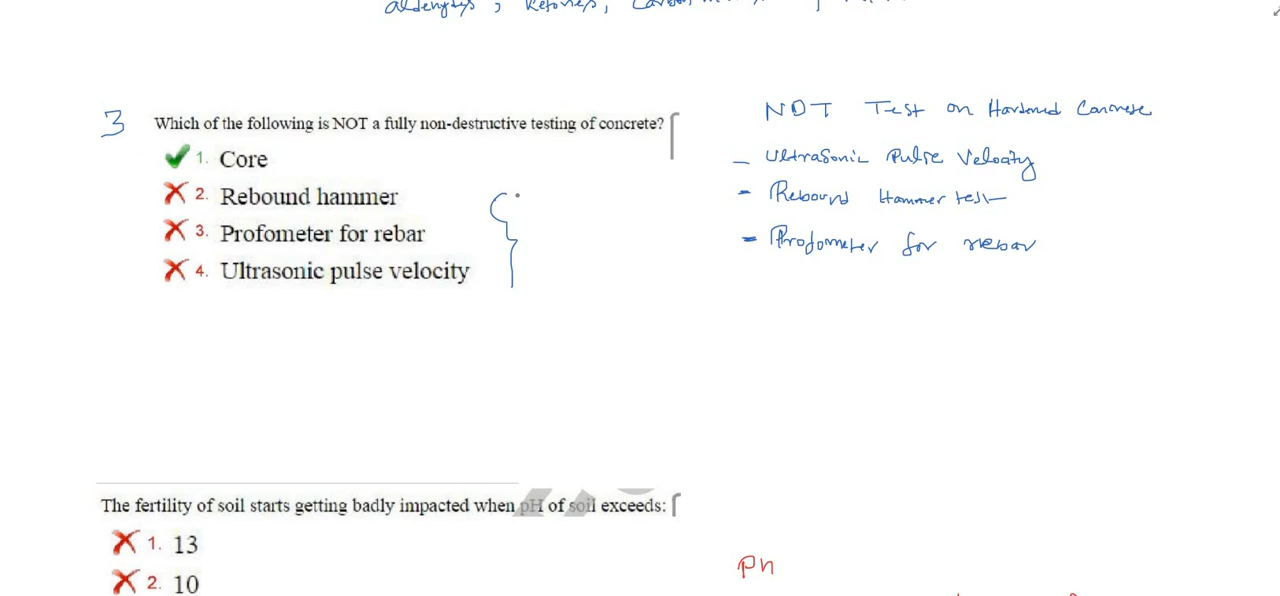 aldehydes, Ketones,
3 Which of the following is NOT a fully non-destructive testing of concrete?
1. Core
2. Rebound hammer
3. Profometer for rebar
4. Ultrasonic pulse velocity
NDT Test on Hardened Concrete
- Ultrasonic Pulse Velocity
- Rebound Hammer test
- Profometer for rebar
The fertility of soil starts getting badly impacted when pH of soil exceeds:
1. 13
2. 10
PH